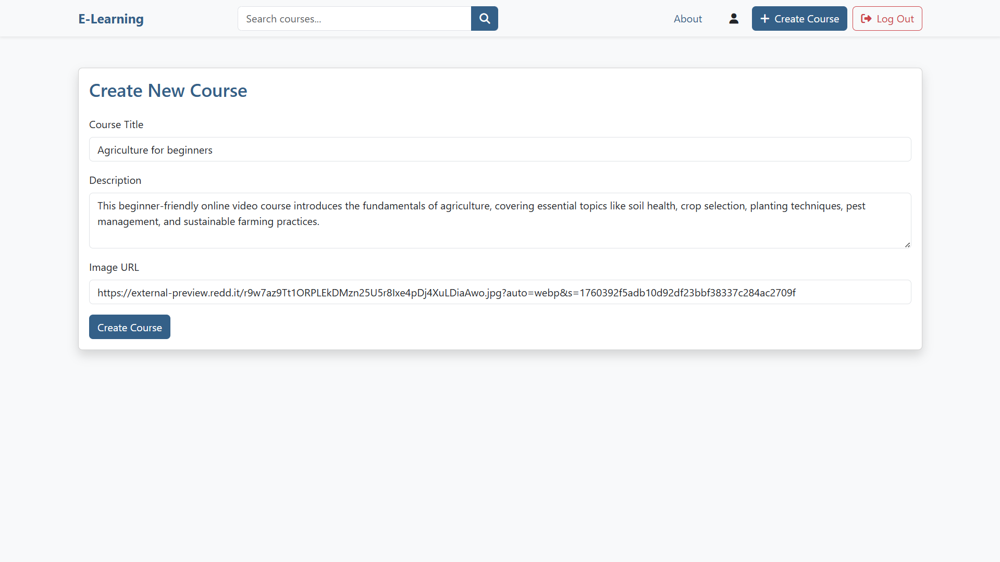 E-Learning
Search courses...
About
Create Course
Log Out
Create New Course
Course Title
Agriculture for beginners
Description
This beginner-friendly online video course introduces the fundamentals of agriculture, covering essential topics like soil health, crop selection, planting techniques, pest
management, and sustainable farming practices.
Image URL
https://external-preview.redd.it/r9w7az9Tt1ORPLEkDMzn25U5r8Ixe4pDj4XuLDiaAwo.jpg?auto=webp&s=1760392f5adb10d92df23bbf38337c284ac2709f
Create Course